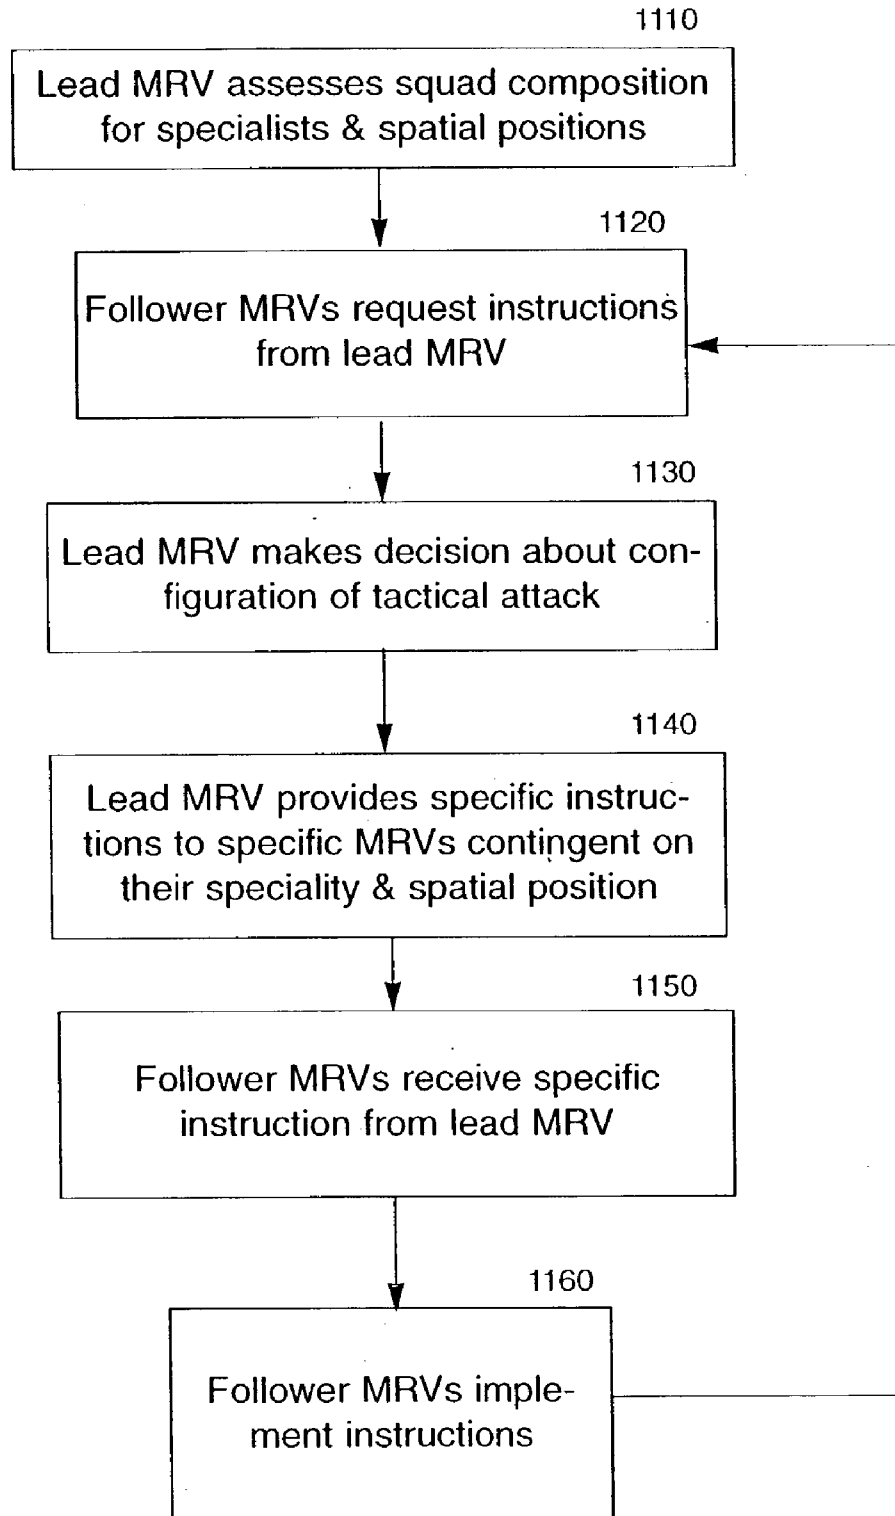 1110
Lead MRV assesses squad composition
for specialists & spatial positions
1120
Follower MRVs request instructions
from lead MRV
1130
Lead MRV makes decision about con-
figuration of tactical attack
1140
Lead MRV provides specific instruc-
tions to specific MRVs contingent on
their speciality & spatial position
1150
Follower MRVs receive specific
instruction from lead MRV
1160
Follower MRVs imple-
ment instructions